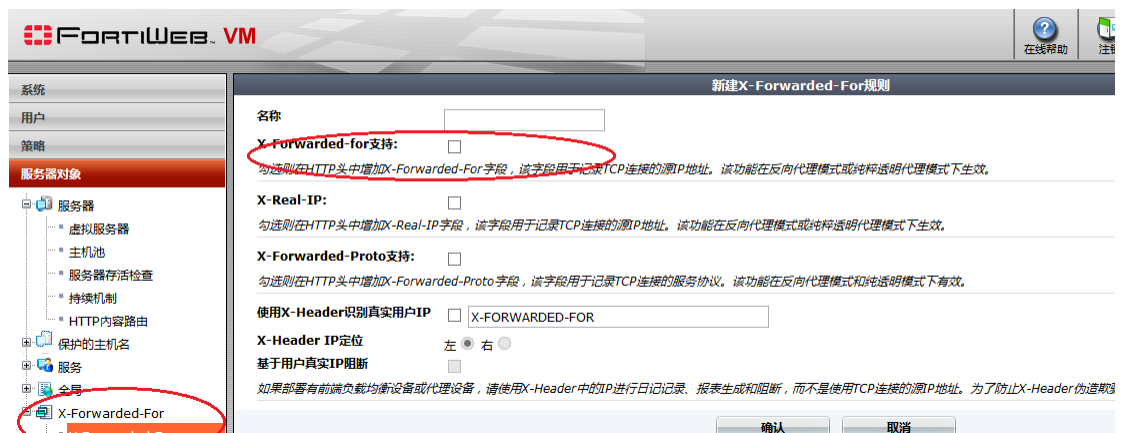 FORTIWEB VM
在线帮助
系统
用户
策略
服务器对象
服务器
虚拟服务器
主机池
服务器存活检查
持续机制
HTTP内容路由
保护的主机名
服务
全局
X-Forwarded-For
新建X-Forwarded-For规则
名称
X-Forwarded-for支持:
勾选则在HTTP头中增加X-Forwarded-For字段，该字段用于记录TCP连接的源IP地址。该功能在反向代理模式或纯粹透明代理模式下生效。
X-Real-IP:
勾选则在HTTP头中增加X-Real-IP字段，该字段用于记录TCP连接的源IP地址。该功能在反向代理模式或纯粹透明代理模式下生效。
X-Forwarded-Proto支持:
勾选则在HTTP头中增加X-Forwarded-Proto字段，该字段用于记录TCP连接的服务协议。该功能在反向代理模式和纯透明模式下有效。
使用X-Header识别真实用户IP X-FORWARDED-FOR
X-Header IP定位 左 右
基于用户真实IP阻断
如果部署有前端负载均衡设备或代理设备，请使用X-Header中的IP进行日记记录、报表生成和阻断，而不是使用TCP连接的源IP地址。为了防止X-Header伪造欺
确认 取消